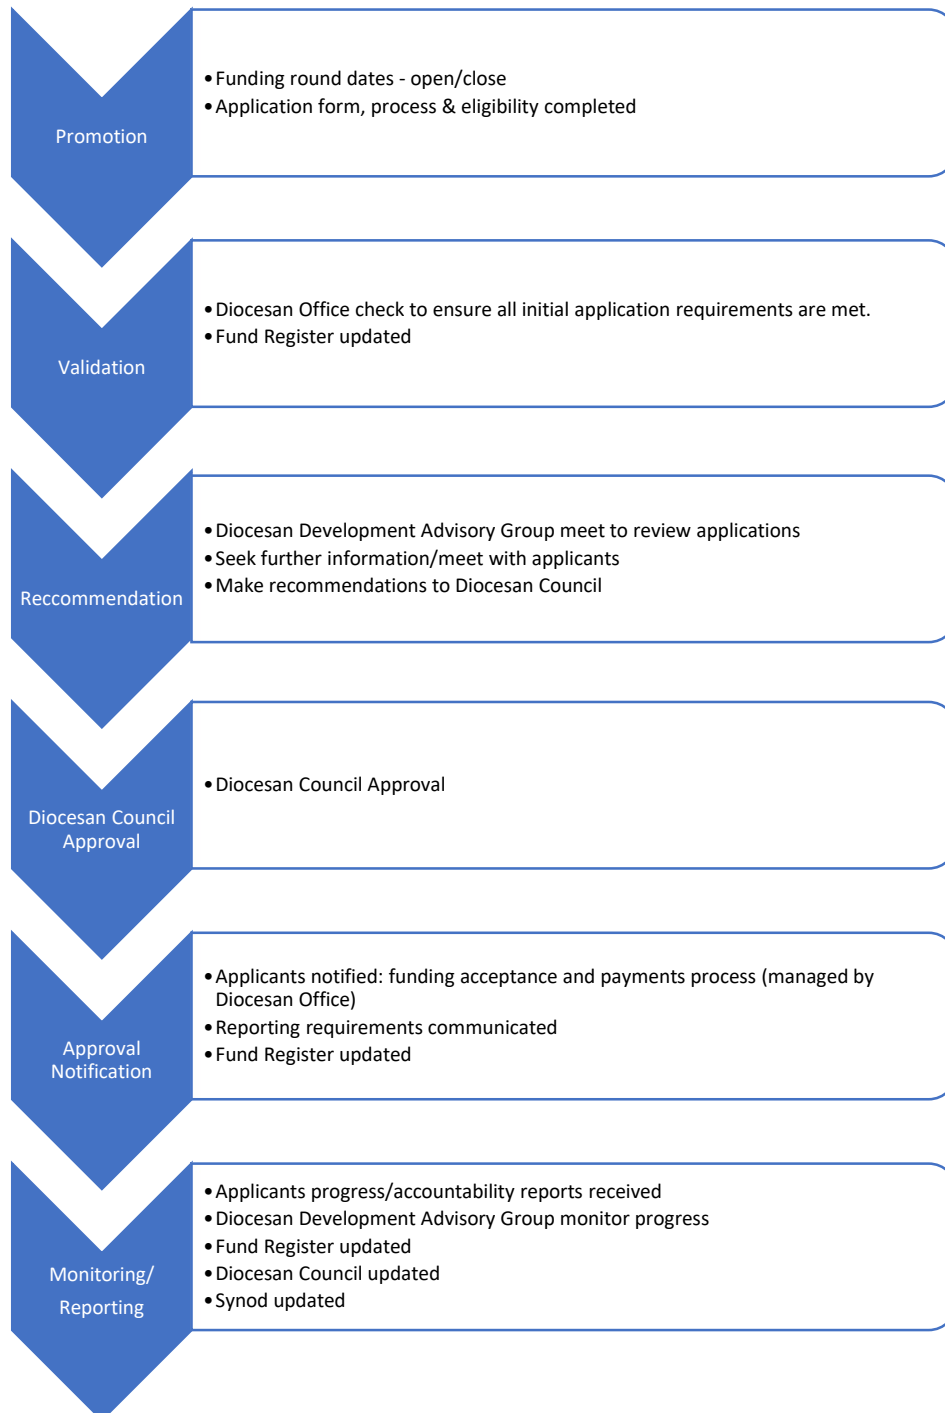 Promotion
•Funding round dates - open/close
•Application form, process & eligibility completed
Validation
•Diocesan Office check to ensure all initial application requirements are met.
•Fund Register updated
Reccommendation
•Diocesan Development Advisory Group meet to review applications
•Seek further information/meet with applicants
•Make recommendations to Diocesan Council
Diocesan Council
Approval
•Diocesan Council Approval
Approval
Notification
•Applicants notified: funding acceptance and payments process (managed by
Diocesan Office)
•Reporting requirements communicated
•Fund Register updated
Monitoring/
Reporting
•Applicants progress/accountability reports received
•Diocesan Development Advisory Group monitor progress
•Fund Register updated
•Diocesan Council updated
•Synod updated